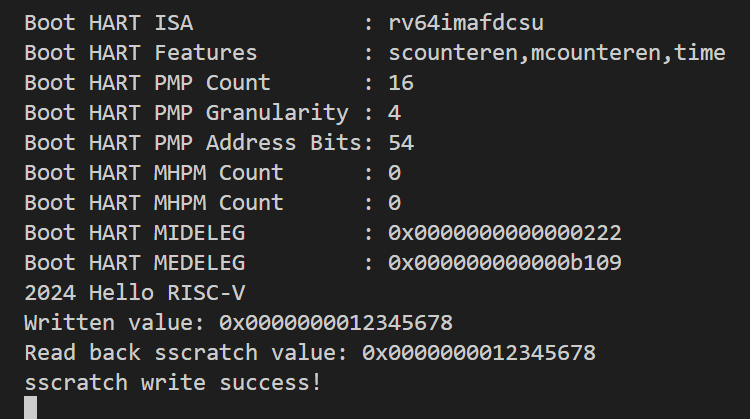 Boot HART ISA             : rv64imafdcsu
Boot HART Features        : scounteren,mcounteren,time
Boot HART PMP Count       : 16
Boot HART PMP Granularity : 4
Boot HART PMP Address Bits: 54
Boot HART MHPM Count      : 0
Boot HART MHPM Count      : 0
Boot HART MIDELEG         : 0x0000000000000222
Boot HART MEDELEG         : 0x000000000000b109
2024 Hello RISC-V
Written value: 0x0000000012345678
Read back sscratch value: 0x0000000012345678
sscratch write success!